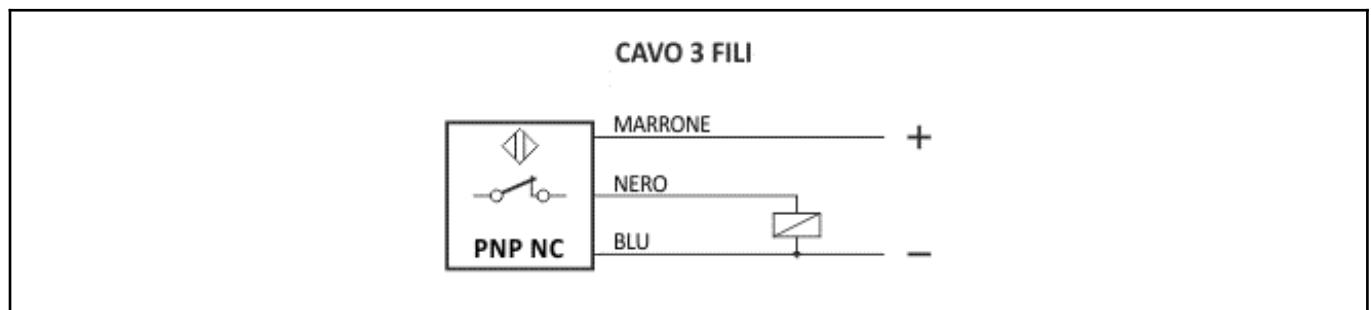 CAVO 3 FILI
MARRONE
+
NERO
BLU
PNP NC
−